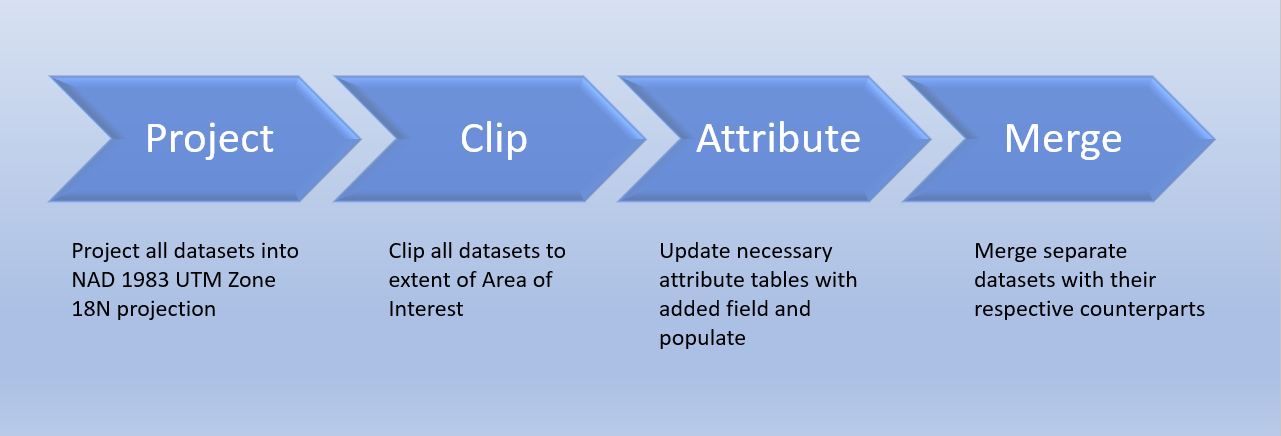 Project
Clip
Attribute
Merge
Project all datasets into
NAD 1983 UTM Zone
18N projection
Clip all datasets to
extent of Area of
Interest
Update necessary
attribute tables with
added field and
populate
Merge separate
datasets with their
respective counterparts